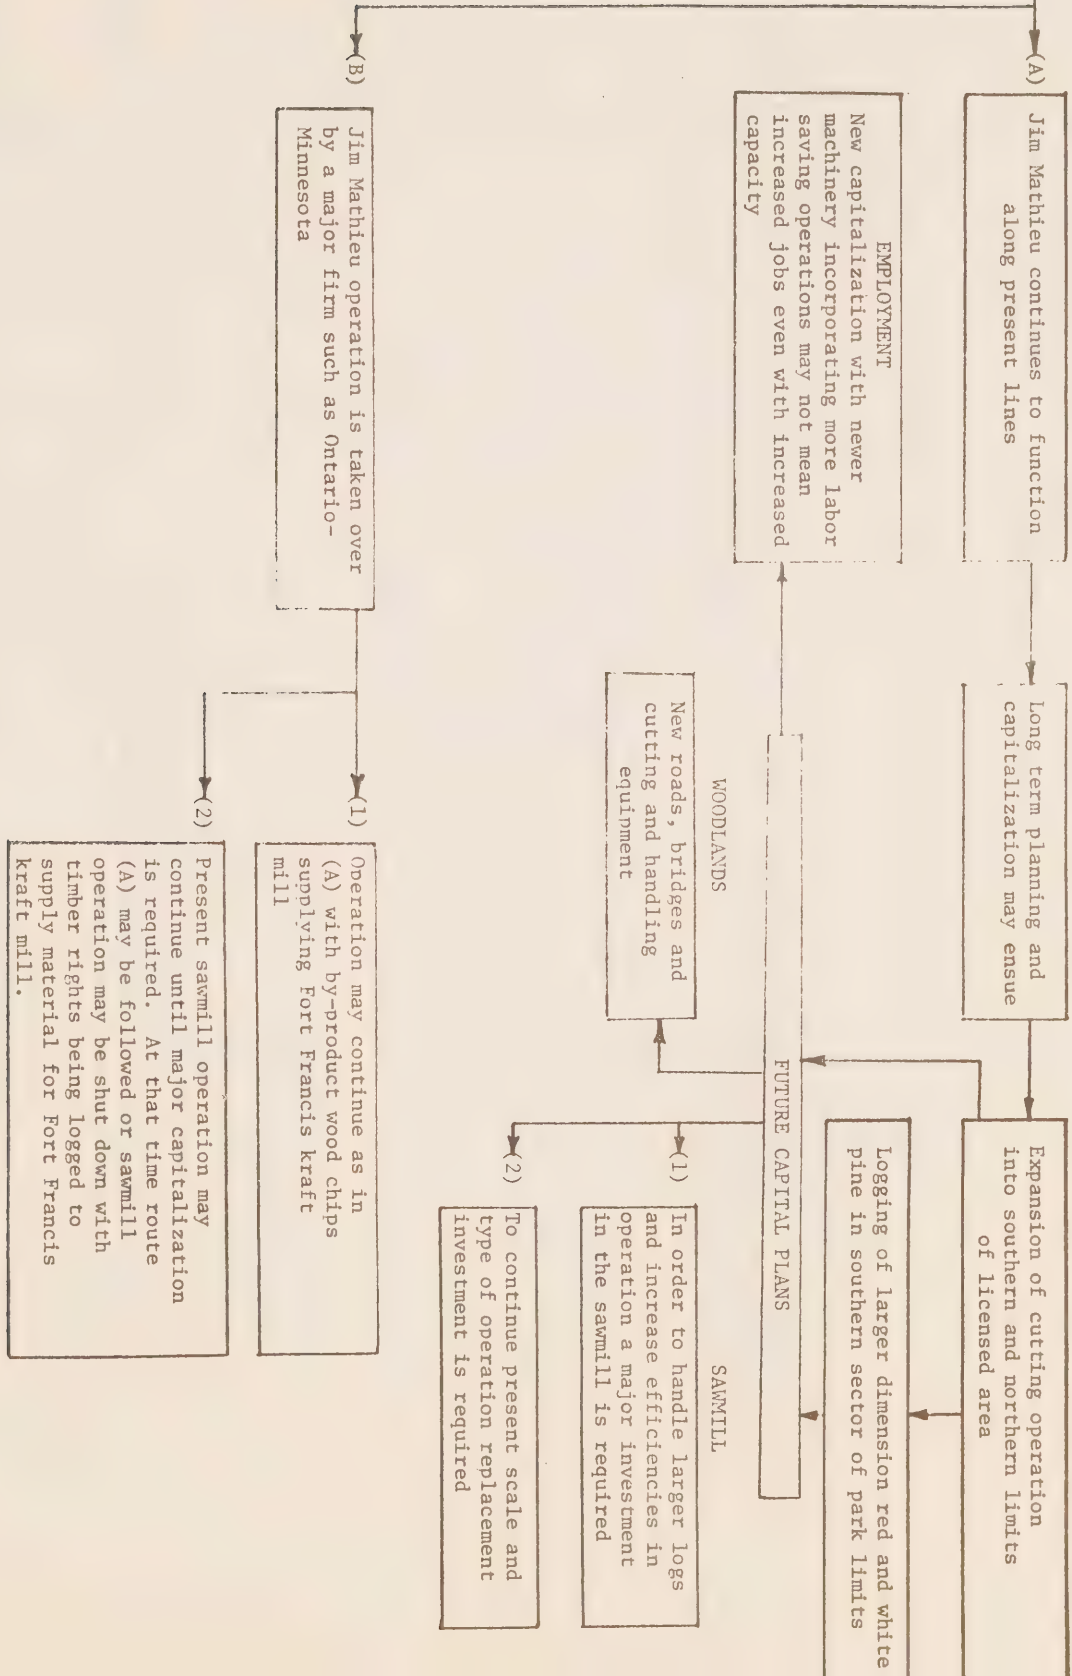 (A)
Jim Mathieu continues to function
along present lines
Long term planning and
capitalization may ensue
Expansion of cutting operation
into southern and northern limits
of licensed area
Logging of larger dimension red and white
pine in southern sector of park limits
EMPLOYMENT
New capitalization with newer
machinery incorporating more labor
saving operations may not mean
increased jobs even with increased
capacity
FUTURE CAPITAL PLANS
WOODLANDS
New roads, bridges and
cutting and handling
equipment
SAWMILL
(1)
In order to handle larger logs
and increase efficiencies in
operation a major investment
in the sawmill is required
(2)
To continue present scale and
type of operation replacement
investment is required
(B)
Jim Mathieu operation is taken over
by a major firm such as Ontario-
Minnesota
(1)
Operation may continue as in
(A) with by-product wood chips
supplying Fort Francis kraft
mill
(2)
Present sawmill operation may
continue until major capitalization
is required. At that time route
(A) may be followed or sawmill
operation may be shut down with
timber rights being logged to
supply material for Fort Francis
kraft mill.